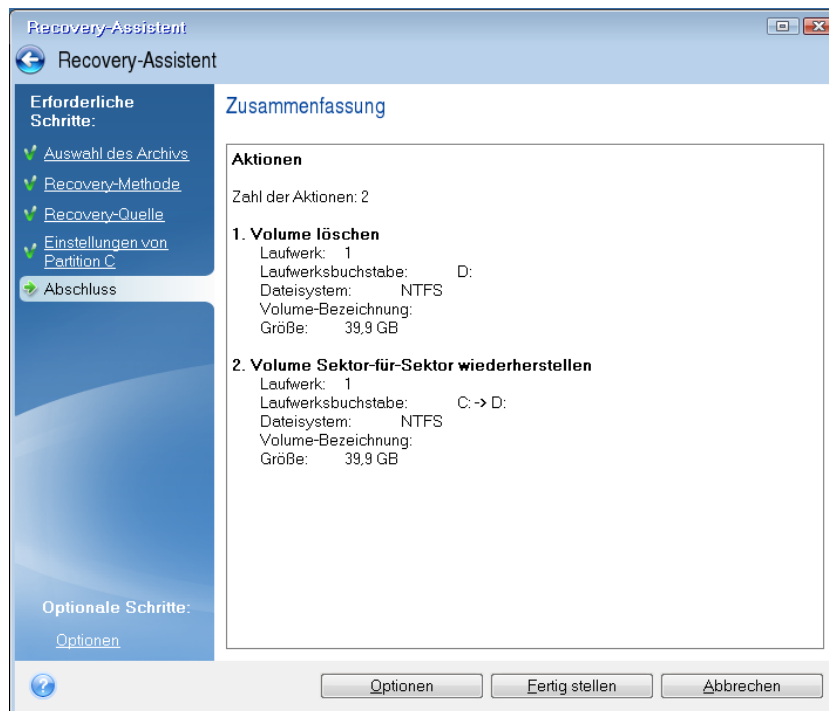 Recovery-Assistent
Recovery-Assistent
Erforderliche
Schritte:
Auswahl des Archivs
Recovery-Methode
Recovery-Quelle
Einstellungen von
Partition C
Abschluss
Optionale Schritte:
Optionen
Zusammenfassung
Aktionen
Zahl der Aktionen: 2
1. Volume löschen
Laufwerk: 1
Laufwerksbuchstabe: D:
Dateisystem: NTFS
Volume-Bezeichnung:
Größe: 39,9 GB
2. Volume Sektor-für-Sektor wiederherstellen
Laufwerk: 1
Laufwerksbuchstabe: C: -> D:
Dateisystem: NTFS
Volume-Bezeichnung:
Größe: 39,9 GB
?
Optionen
Fertig stellen
Abbrechen